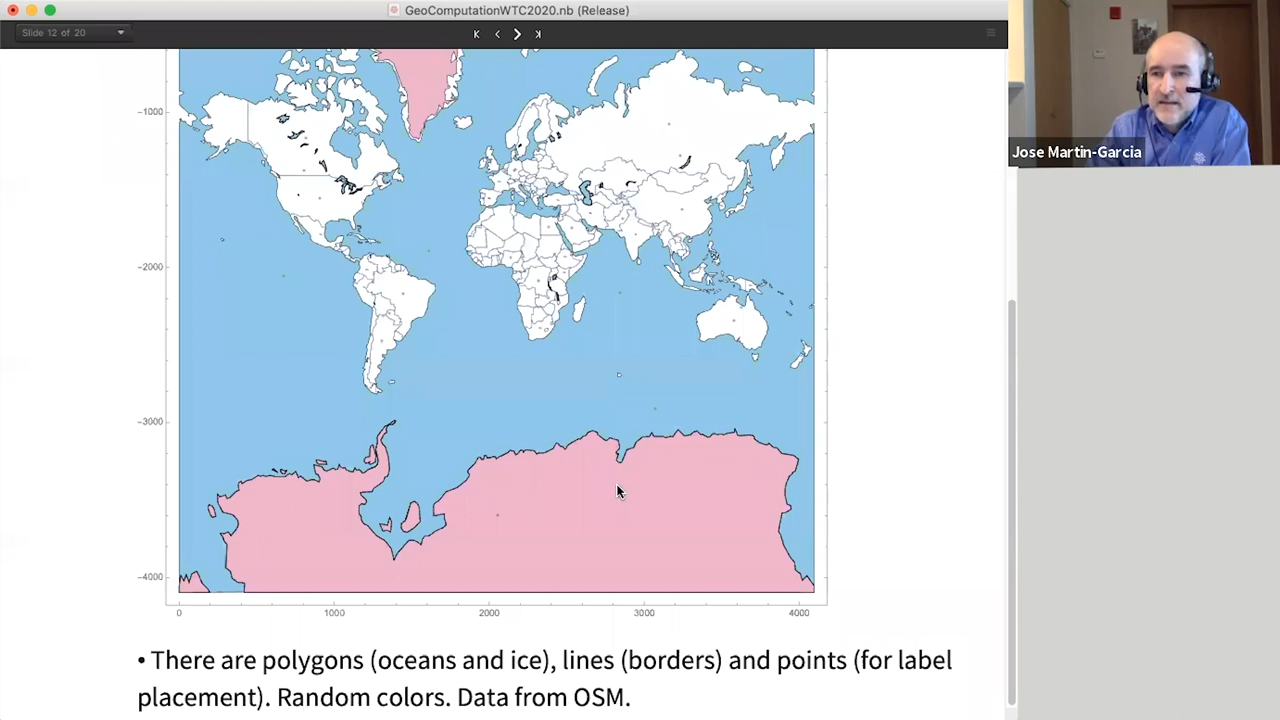 GeoComputationWTC2020.nb (Release)
Slide 12 of 20
Jose Martin-Garcia
-1000
-2000
-3000
-4000
0 1000 2000 3000 4000
• There are polygons (oceans and ice), lines (borders) and points (for label
placement). Random colors. Data from OSM.